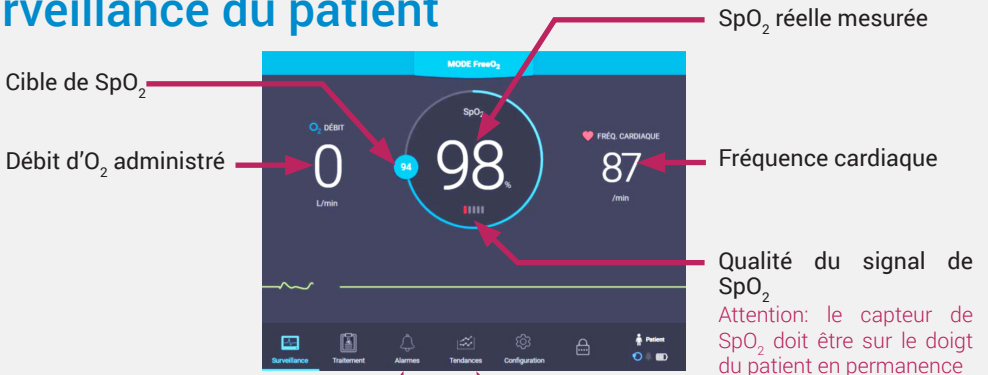 rveillance du patient
SpO₂ réelle mesurée
Cible de SpO₂
Débit d’O₂ administré
MODE FreeO₂
SpO₂
O₂ DÉBIT
0
L/min
94
98 %
FRÉQ. CARDIAQUE
87
/min
Fréquence cardiaque
Qualité du signal de
SpO₂
Attention: le capteur de
SpO₂ doit être sur le doigt
du patient en permanence
Surveillance
Traitement
Alarmes
Tendances
Configuration
Patient